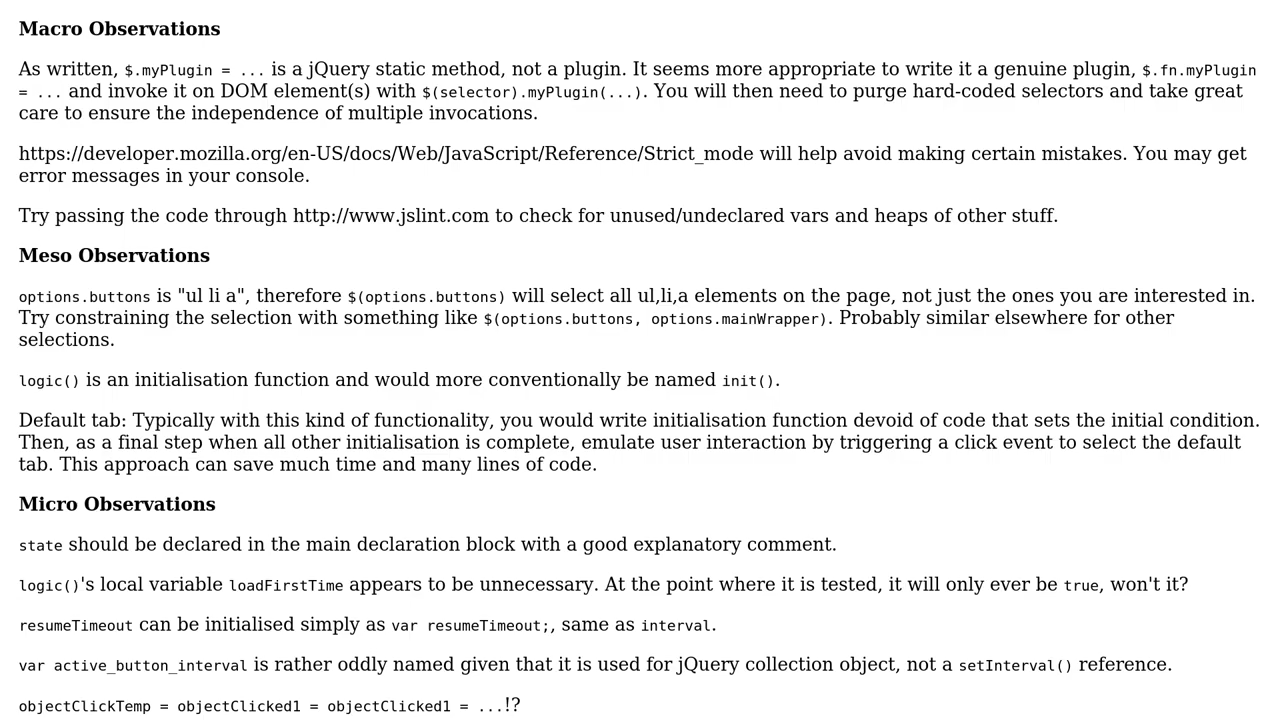 Macro Observations
As written, $.myPlugin = ... is a jQuery static method, not a plugin. It seems more appropriate to write it a genuine plugin, $.fn.myPlugin
= ... and invoke it on DOM element(s) with $(selector).myPlugin(...). You will then need to purge hard-coded selectors and take great
care to ensure the independence of multiple invocations.
https://developer.mozilla.org/en-US/docs/Web/JavaScript/Reference/Strict_mode will help avoid making certain mistakes. You may get
error messages in your console.
Try passing the code through http://www.jslint.com to check for unused/undeclared vars and heaps of other stuff.
Meso Observations
options.buttons is "ul li a", therefore $(options.buttons) will select all ul,li,a elements on the page, not just the ones you are interested in.
Try constraining the selection with something like $(options.buttons, options.mainWrapper). Probably similar elsewhere for other
selections.
logic() is an initialisation function and would more conventionally be named init().
Default tab: Typically with this kind of functionality, you would write initialisation function devoid of code that sets the initial condition.
Then, as a final step when all other initialisation is complete, emulate user interaction by triggering a click event to select the default
tab. This approach can save much time and many lines of code.
Micro Observations
state should be declared in the main declaration block with a good explanatory comment.
logic()'s local variable loadFirstTime appears to be unnecessary. At the point where it is tested, it will only ever be true, won't it?
resumeTimeout can be initialised simply as var resumeTimeout;, same as interval.
var active_button_interval is rather oddly named given that it is used for jQuery collection object, not a setInterval() reference.
objectClickTemp = objectClicked1 = objectClicked1 = ...!?